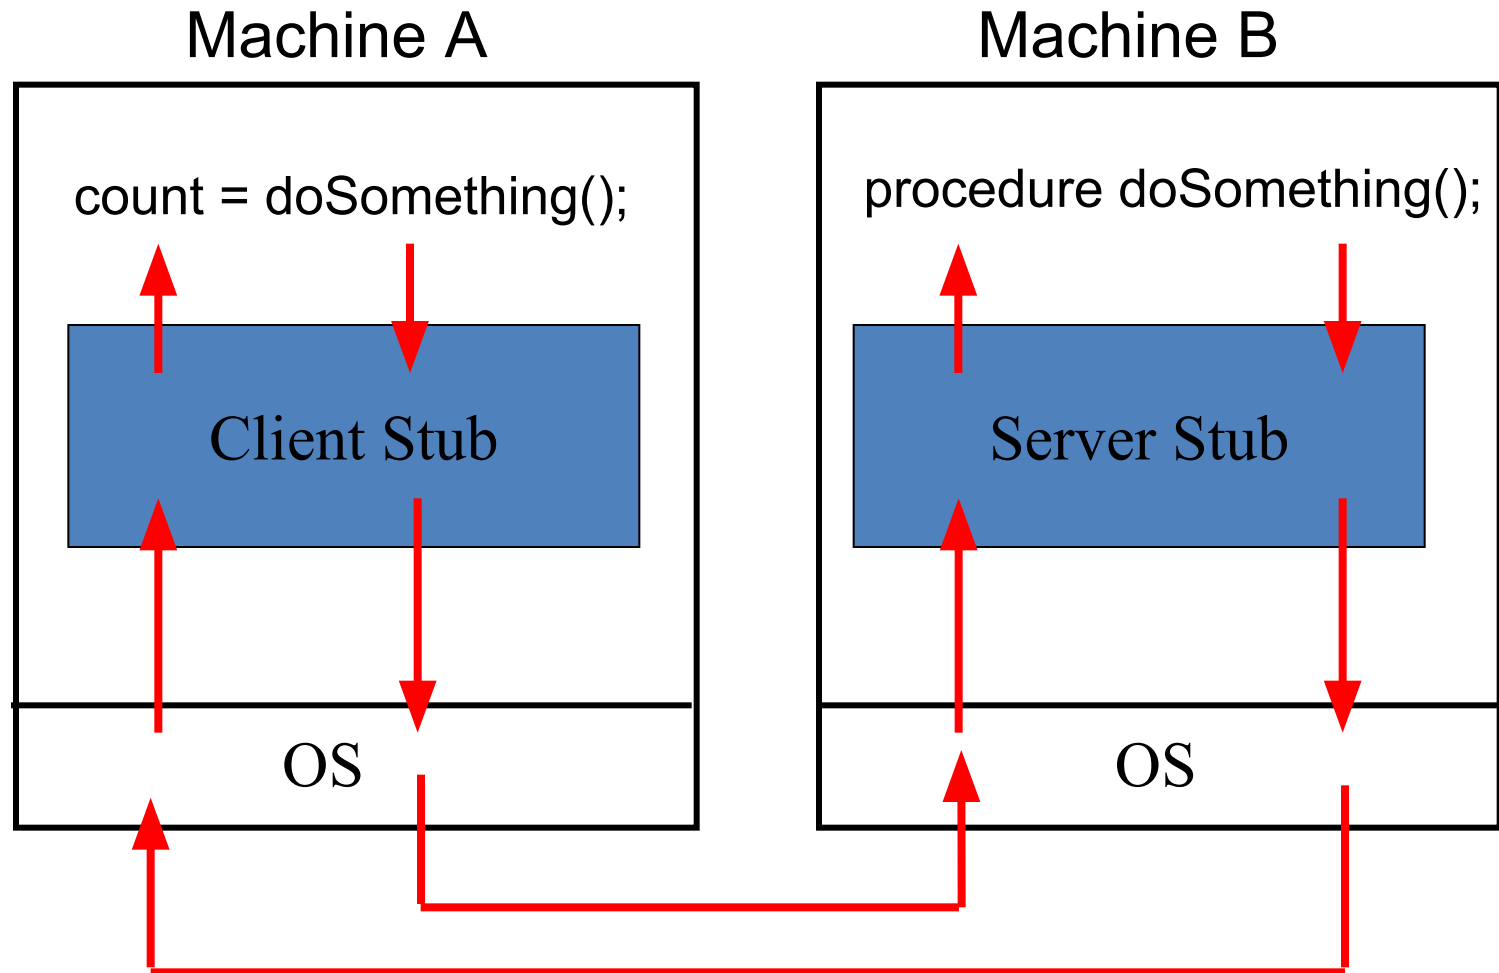 Machine A
Machine B
count = doSomething();
procedure doSomething();
Client Stub
Server Stub
OS
OS